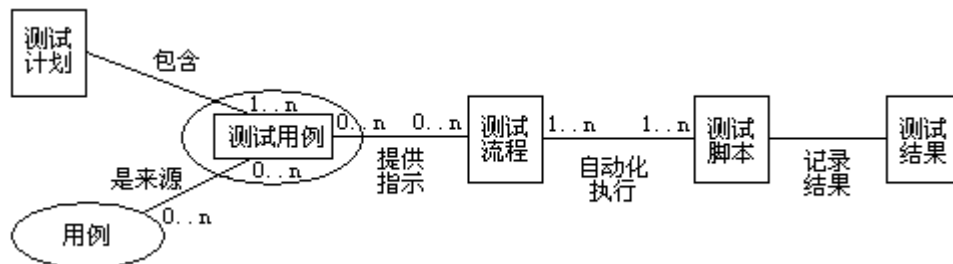 测试
计划
包含
1..n
测试用例
0..n
0..n
0..n
提供
指示
测试
流程
1..n
1..n
自动化
执行
测试
脚本
记录
结果
测试
结果
是来源
0..n
用例